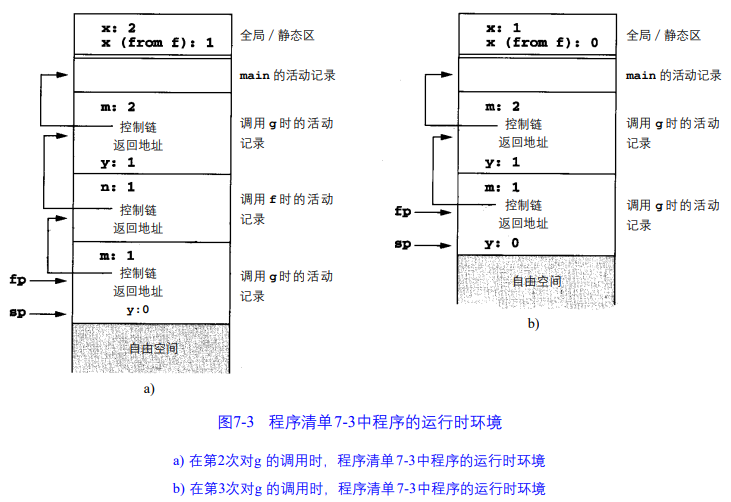 x: 2
x (from f): 1
全局／静态区
main 的活动记录
m: 2
控制链
返回地址
y: 1
调用 g 时的活动
记录
n: 1
控制链
返回地址
调用 f 时的活动
记录
m: 1
控制链
返回地址
y:0
调用 g 时的活动
记录
fp
sp
自由空间
a)
x: 1
x (from f): 0
全局／静态区
main 的活动记录
m: 2
控制链
返回地址
y: 1
调用 g 时的活动
记录
m: 1
控制链
返回地址
y: 0
调用 g 时的活动
记录
fp
sp
自由空间
b)
图7-3 程序清单7-3中程序的运行时环境
a) 在第2次对g 的调用时，程序清单7-3中程序的运行时环境
b) 在第3次对g 的调用时，程序清单7-3中程序的运行时环境